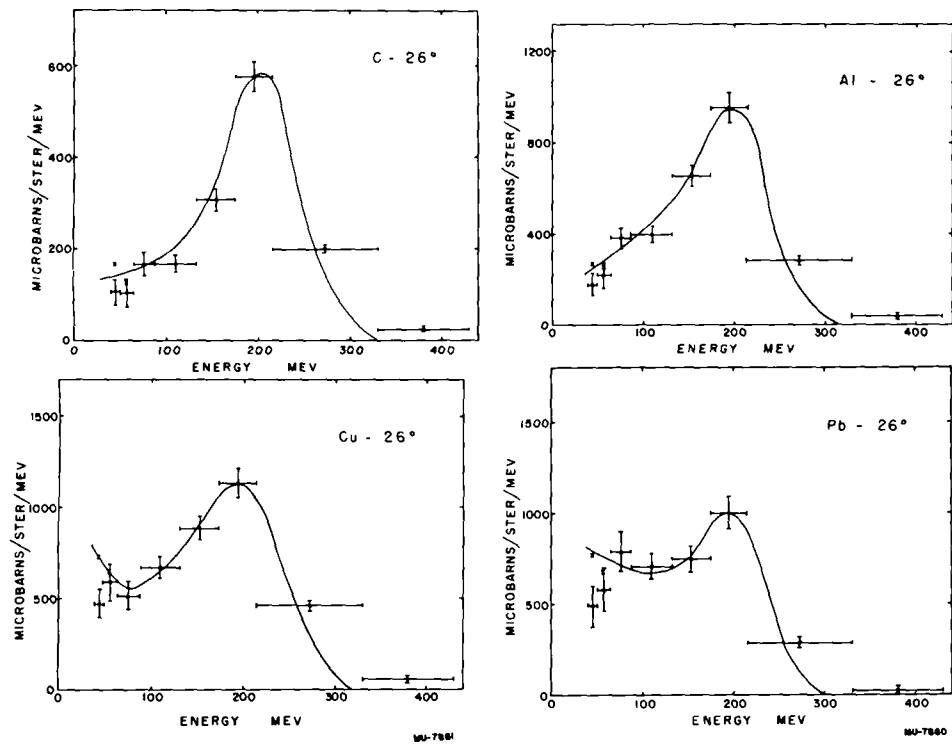 C - 26°
MICROBARNS/STER/MEV
600
400
200
0
0 100 200 300 400
ENERGY MEV
Al - 26°
MICROBARNS/STER/MEV
1200
800
400
0
0 100 200 300 400
ENERGY MEV
Cu - 26°
MICROBARNS/STER/MEV
1500
1000
500
0
0 100 200 300 400
ENERGY MEV
MU-7861
Pb - 26°
MICROBARNS/STER/MEV
1500
1000
500
0
0 100 200 300 400
ENERGY MEV
MU-7860